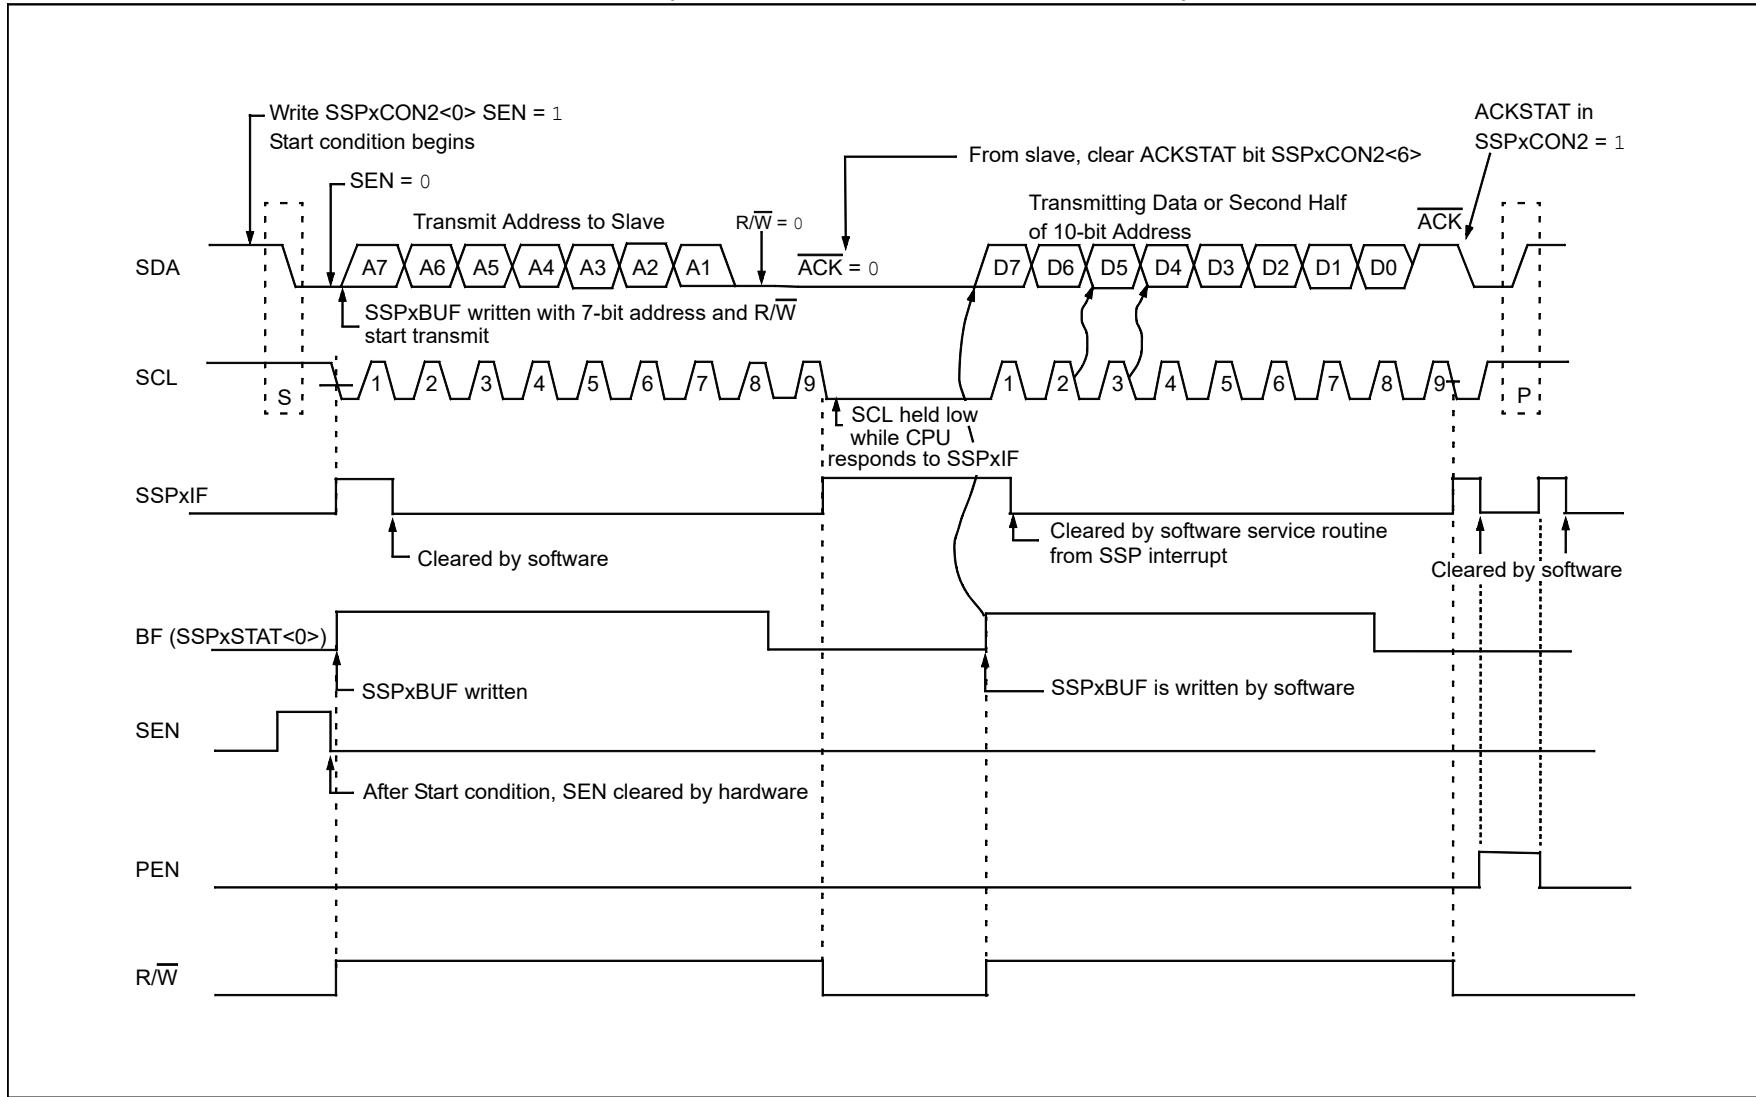 Write SSPxCON2<0> SEN = 1
Start condition begins
ACKSTAT in
SSPxCON2 = 1
From slave, clear ACKSTAT bit SSPxCON2<6>
SEN = 0
Transmit Address to Slave
R/W̅ = 0
Transmitting Data or Second Half
of 10-bit Address
A̅C̅K̅
SDA
A7 A6 A5 A4 A3 A2 A1
A̅C̅K̅ = 0
D7 D6 D5 D4 D3 D2 D1 D0
SSPxBUF written with 7-bit address and R/W̅
start transmit
SCL
S
1 2 3 4 5 6 7 8 9
1 2 3 4 5 6 7 8 9
P
SCL held low
while CPU
responds to SSPxIF
SSPxIF
Cleared by software
Cleared by software service routine
from SSP interrupt
Cleared by software
BF (SSPxSTAT<0>)
SSPxBUF written
SSPxBUF is written by software
SEN
After Start condition, SEN cleared by hardware
PEN
R/W̅